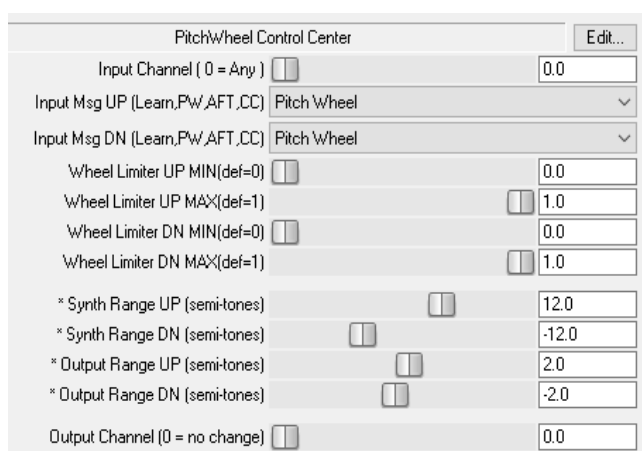 PitchWheel Control Center Edit...
Input Channel ( 0 = Any ) 0.0
Input Msg UP (Learn,PW,AFT,CC) Pitch Wheel
Input Msg DN (Learn,PW,AFT,CC) Pitch Wheel
Wheel Limiter UP MIN(def=0) 0.0
Wheel Limiter UP MAX(def=1) 1.0
Wheel Limiter DN MIN(def=0) 0.0
Wheel Limiter DN MAX(def=1) 1.0
* Synth Range UP (semi-tones) 12.0
* Synth Range DN (semi-tones) -12.0
* Output Range UP (semi-tones) 2.0
* Output Range DN (semi-tones) -2.0
Output Channel (0 = no change) 0.0